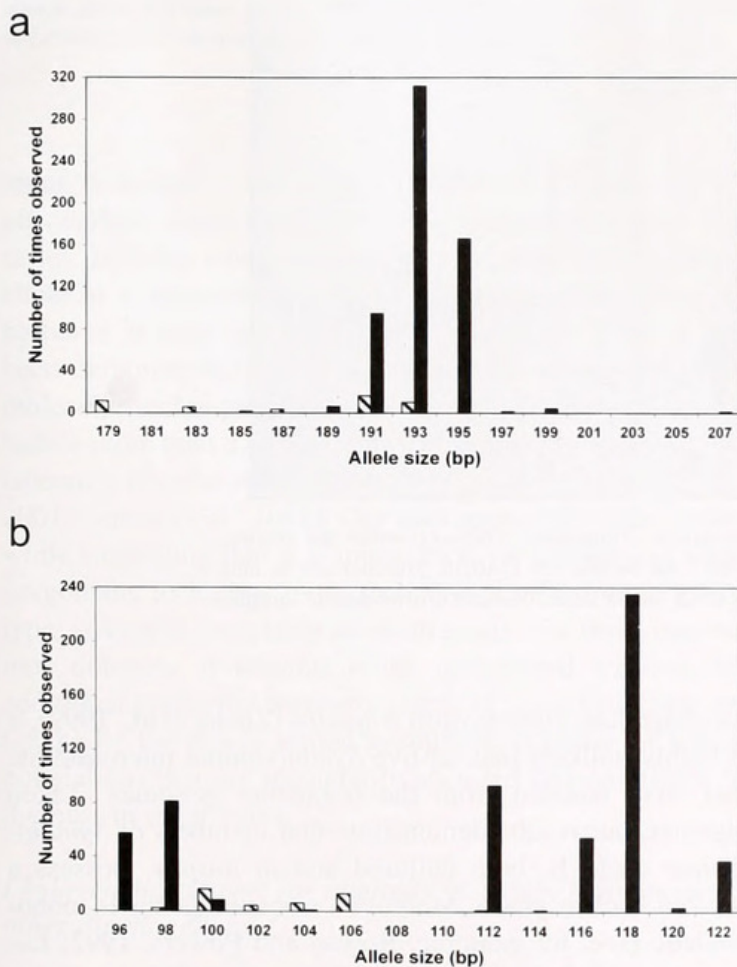 a
Number of times observed
320
280
240
200
160
120
80
40
0
179 181 183 185 187 189 191 193 195 197 199 201 203 205 207
Allele size (bp)
b
Number of times observed
240
200
160
120
80
40
0
96 98 100 102 104 106 108 110 112 114 116 118 120 122
Allele size (bp)